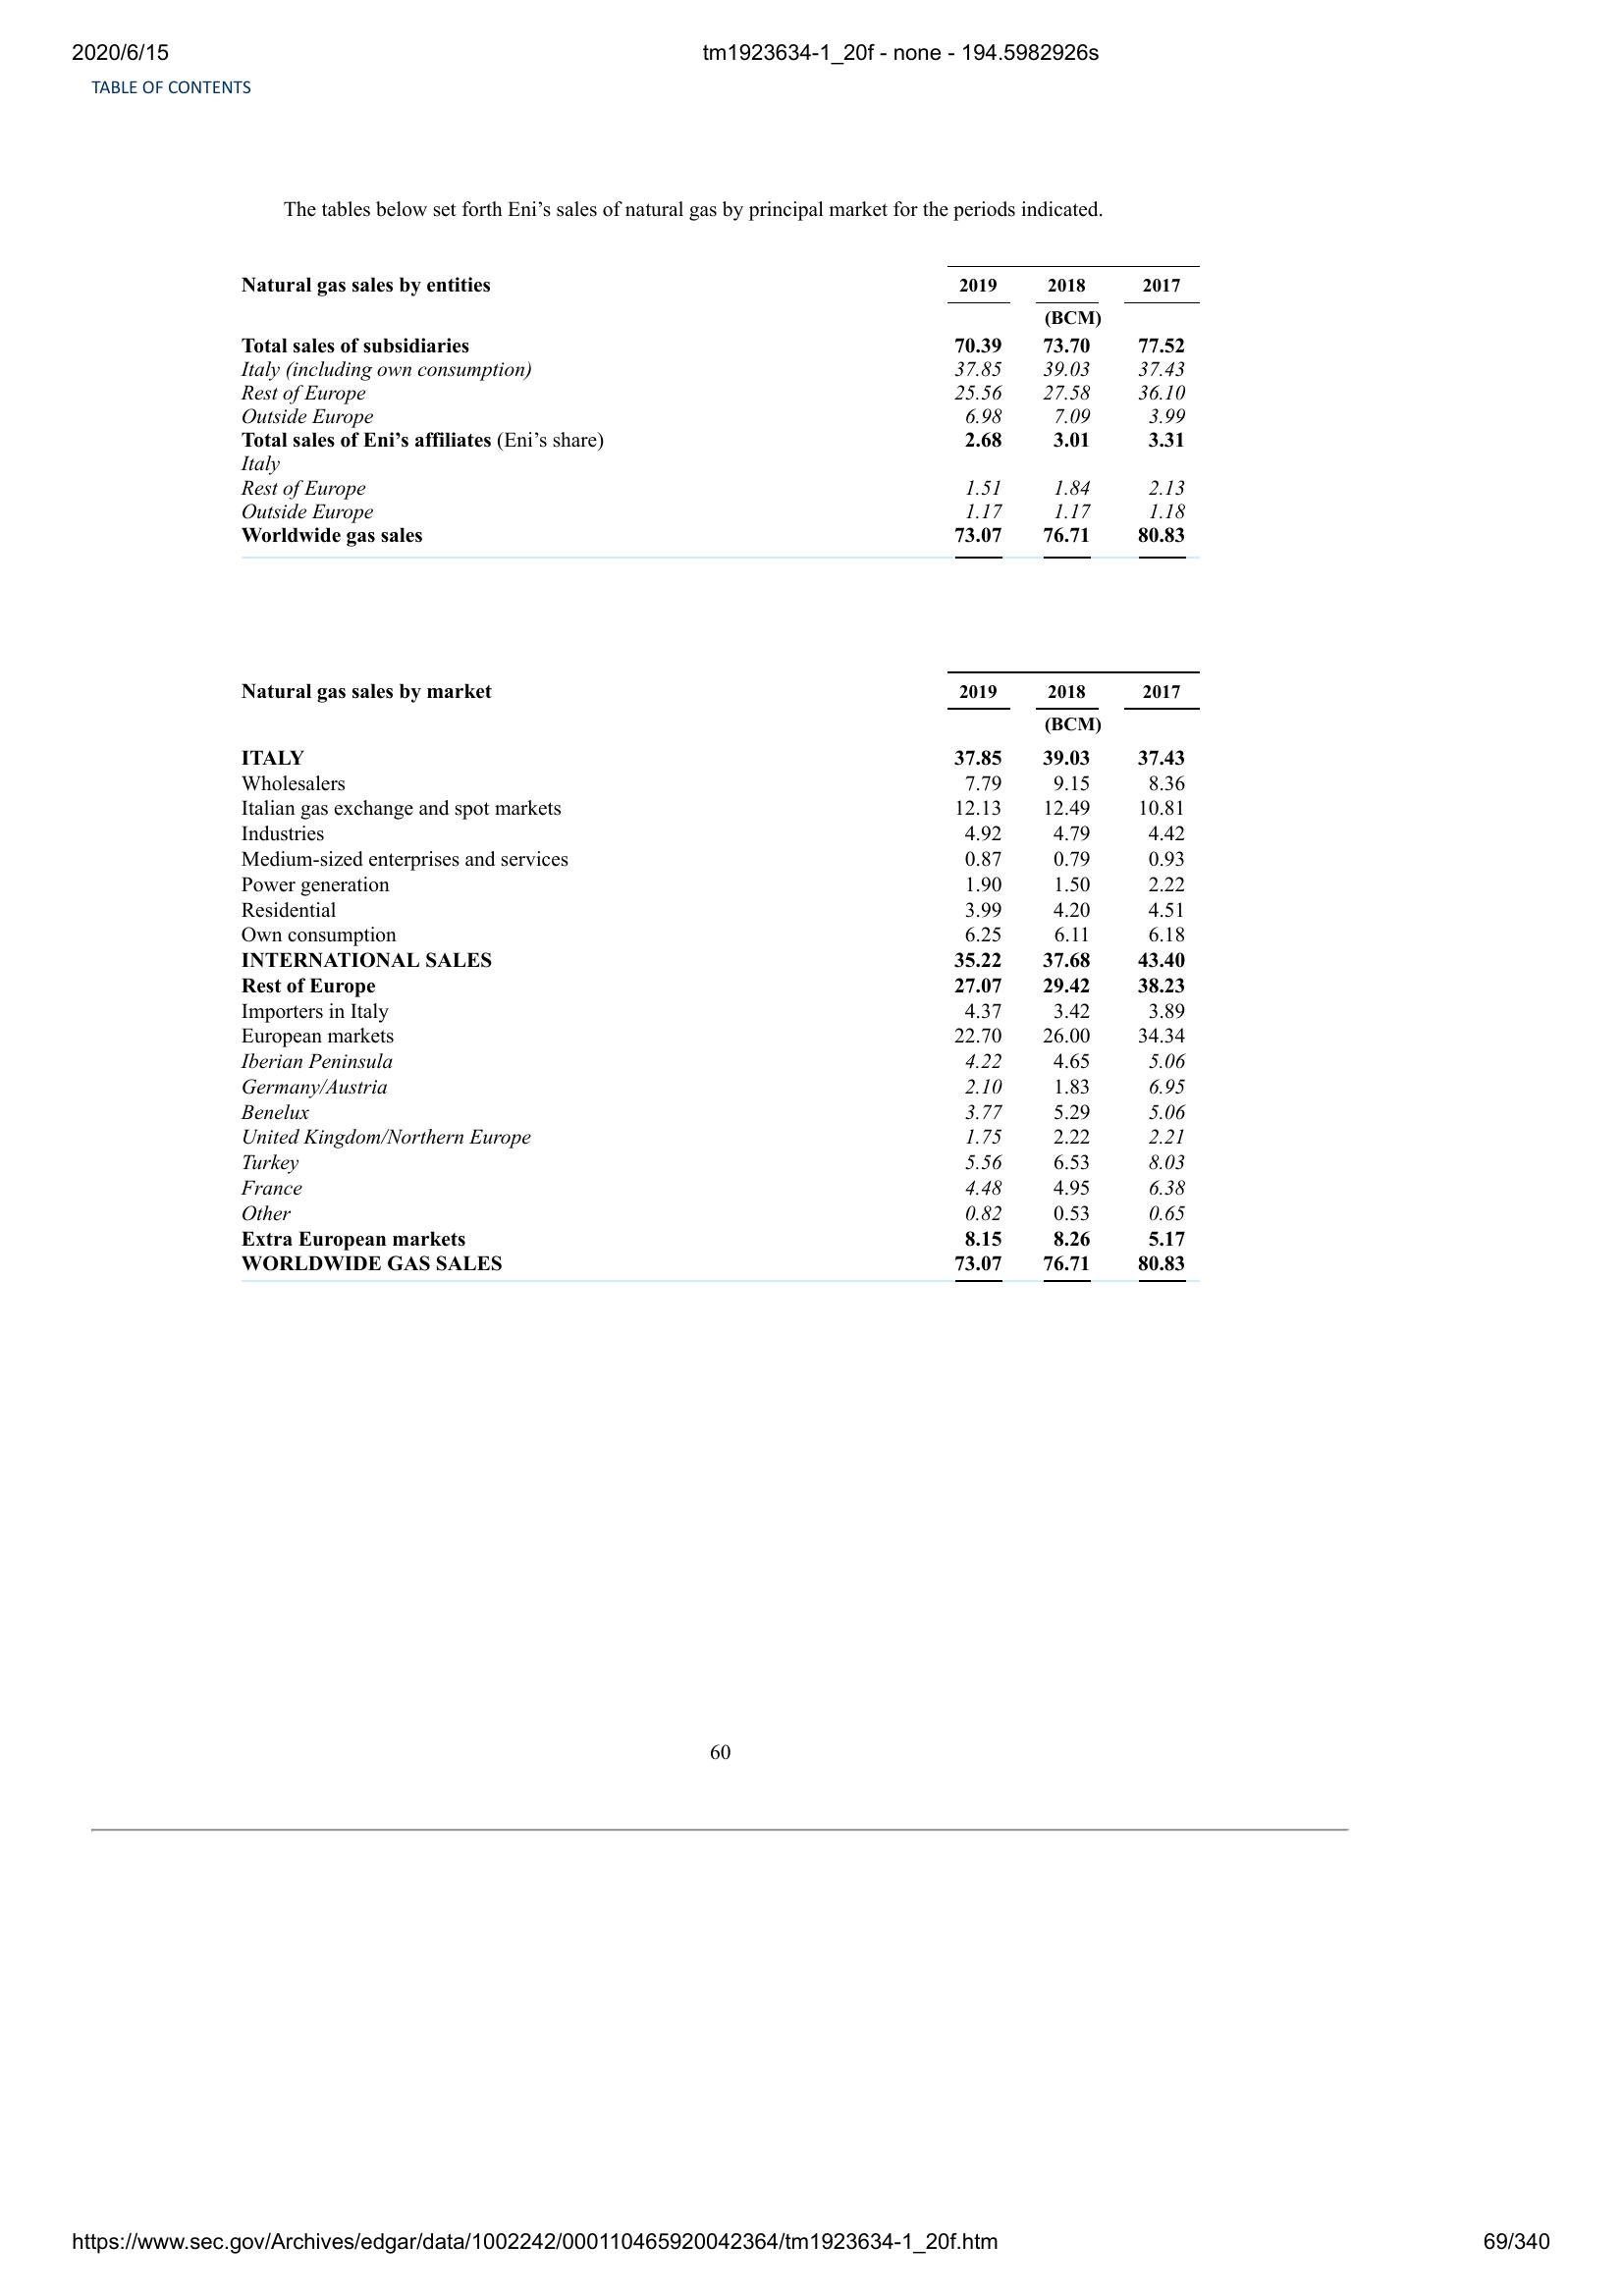 2020/6/15 tm1923634-1_20f - none - 194.5982926s
TABLE OF CONTENTS
The tables below set forth Eni’s sales of natural gas by principal market for the periods indicated.
Natural gas sales by entities 2019 2018 2017
(BCM)
Total sales of subsidiaries 70.39 73.70 77.52
Italy (including own consumption) 37.85 39.03 37.43
Rest of Europe 25.56 27.58 36.10
Outside Europe 6.98 7.09 3.99
Total sales of Eni’s affiliates (Eni’s share) 2.68 3.01 3.31
Italy
Rest of Europe 1.51 1.84 2.13
Outside Europe 1.17 1.17 1.18
Worldwide gas sales 73.07 76.71 80.83
Natural gas sales by market 2019 2018 2017
(BCM)
ITALY 37.85 39.03 37.43
Wholesalers 7.79 9.15 8.36
Italian gas exchange and spot markets 12.13 12.49 10.81
Industries 4.92 4.79 4.42
Medium-sized enterprises and services 0.87 0.79 0.93
Power generation 1.90 1.50 2.22
Residential 3.99 4.20 4.51
Own consumption 6.25 6.11 6.18
INTERNATIONAL SALES 35.22 37.68 43.40
Rest of Europe 27.07 29.42 38.23
Importers in Italy 4.37 3.42 3.89
European markets 22.70 26.00 34.34
Iberian Peninsula 4.22 4.65 5.06
Germany/Austria 2.10 1.83 6.95
Benelux 3.77 5.29 5.06
United Kingdom/Northern Europe 1.75 2.22 2.21
Turkey 5.56 6.53 8.03
France 4.48 4.95 6.38
Other 0.82 0.53 0.65
Extra European markets 8.15 8.26 5.17
WORLDWIDE GAS SALES 73.07 76.71 80.83
60
https://www.sec.gov/Archives/edgar/data/1002242/000110465920042364/tm1923634-1_20f.htm 69/340